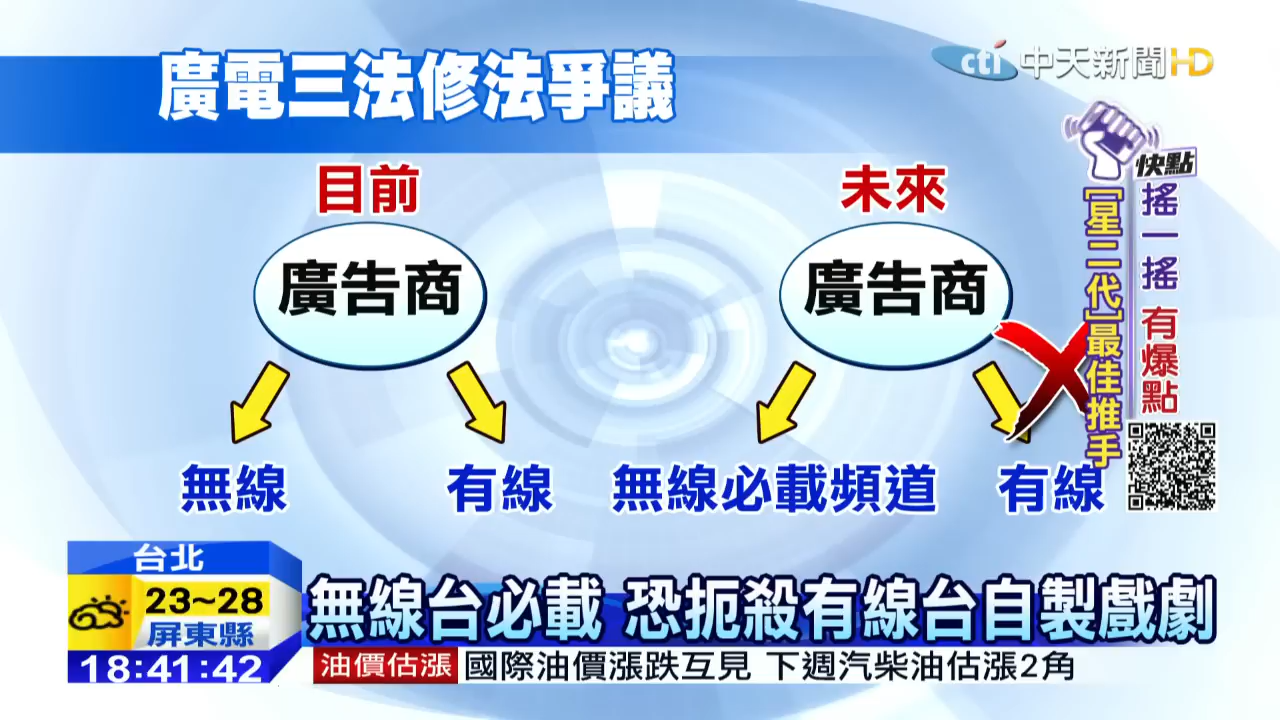 廣電三法修法爭議
cti 中天新聞HD
目前
未來
廣告商
廣告商
無線
有線
無線必載頻道
有線
快點
搖一搖 有爆點
[星二代]最佳推手
台北
23~28
屏東縣
18:41:42
無線台必載 恐扼殺有線台自製戲劇
油價估漲
國際油價漲跌互見 下週汽柴油估漲2角